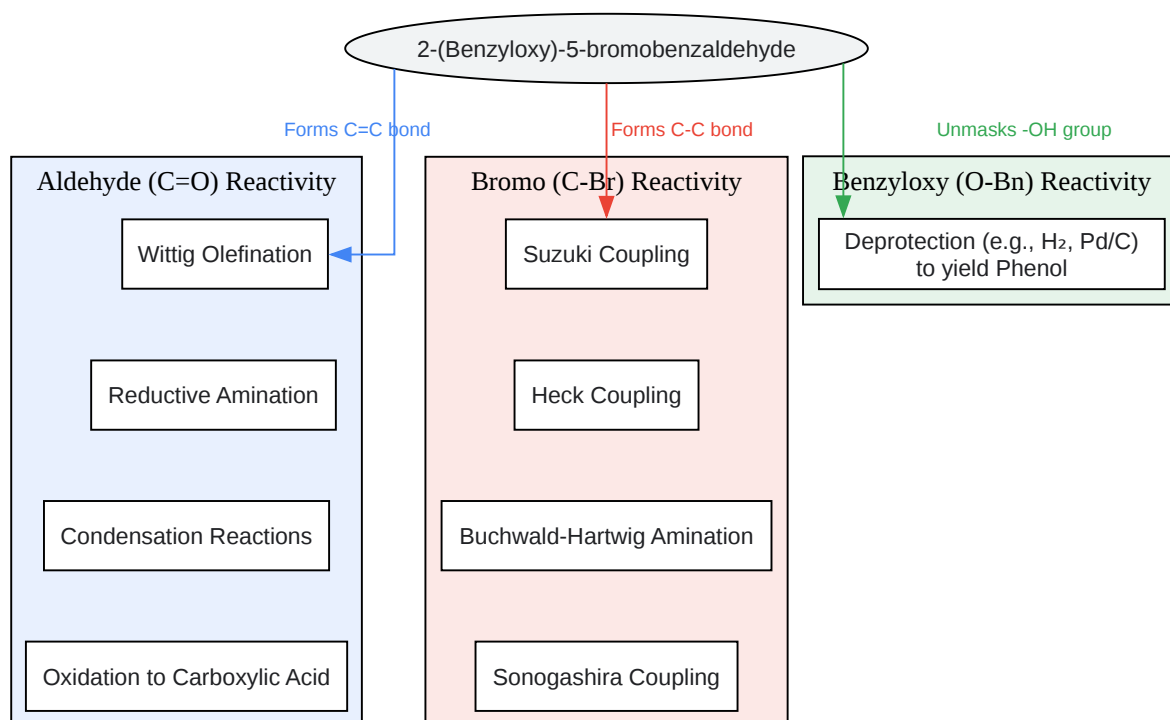 2-(Benzyloxy)-5-bromobenzaldehyde
Forms C=C bond
Forms C-C bond
Unmasks -OH group
Aldehyde (C=O) Reactivity
Wittig Olefination
Reductive Amination
Condensation Reactions
Oxidation to Carboxylic Acid
Bromo (C-Br) Reactivity
Suzuki Coupling
Heck Coupling
Buchwald-Hartwig Amination
Sonogashira Coupling
Benzyloxy (O-Bn) Reactivity
Deprotection (e.g., H₂, Pd/C)
to yield Phenol